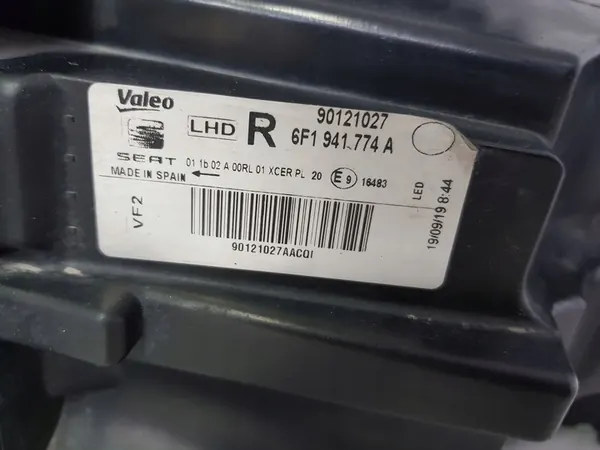 Valeo
90121027
LHD R 6F1 941.774 A
SEAT 01 1b 02 A 00RL 01 XCER PL 20 E9 16483
MADE IN SPAIN
LED
19/09/19 8:44
VF2
90121027AACQI